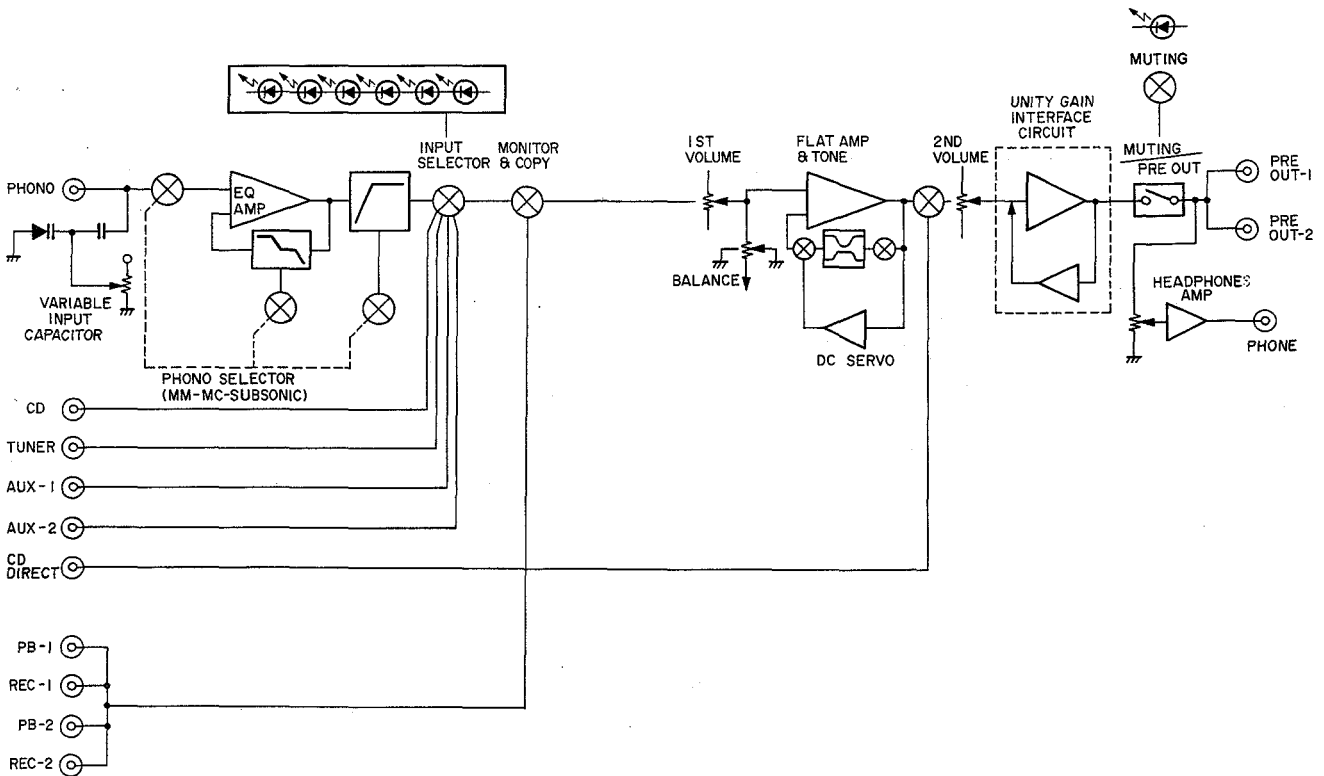 MUTING
UNITY GAIN
INTERFACE
CIRCUIT
INPUT
SELECTOR
MONITOR
& COPY
1ST
VOLUME
FLAT AMP
& TONE
2ND
VOLUME
MUTING
PRE OUT
PRE
OUT-1
PRE
OUT-2
PHONO
EQ
AMP
VARIABLE
INPUT
CAPACITOR
BALANCE
DC SERVO
HEADPHONES
AMP
PHONE
PHONO SELECTOR
(MM-MC-SUBSONIC)
CD
TUNER
AUX-1
AUX-2
CD
DIRECT
PB-1
REC-1
PB-2
REC-2